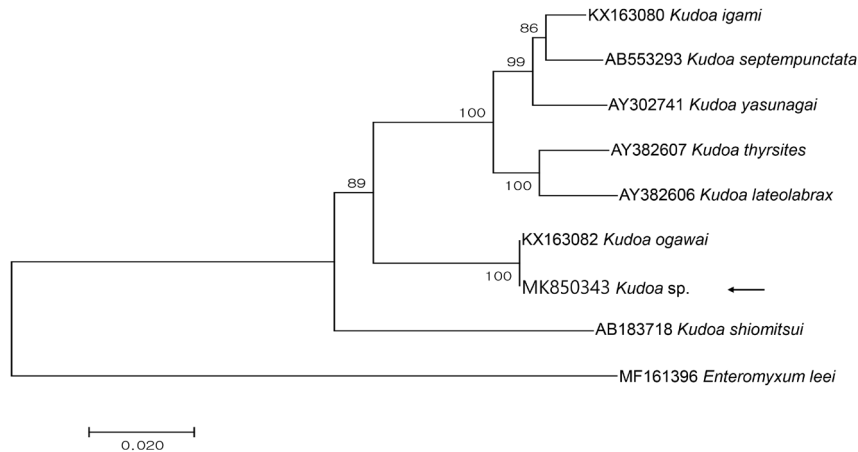 KX163080 Kudoa igami
86
AB553293 Kudoa septempunctata
99
AY302741 Kudoa yasunagai
100
AY382607 Kudoa thyrsites
100
AY382606 Kudoa lateolabrax
89
KX163082 Kudoa ogawai
100
MK850343 Kudoa sp.
AB183718 Kudoa shiomitsui
MF161396 Enteromyxum leei
0.020